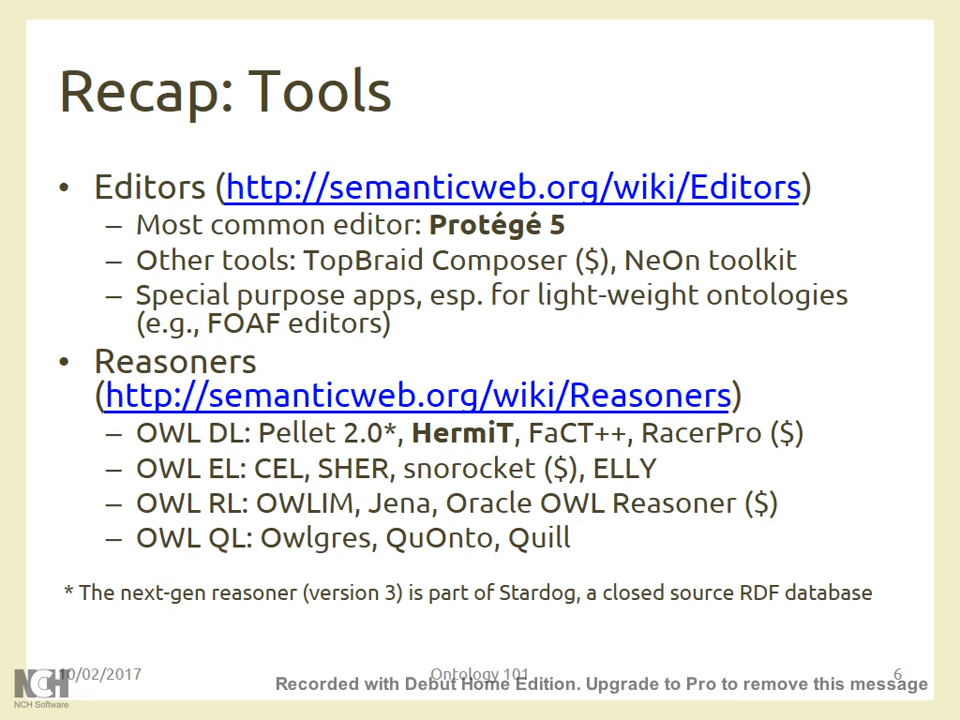 Recap: Tools
• Editors (http://semanticweb.org/wiki/Editors)
– Most common editor: Protégé 5
– Other tools: TopBraid Composer ($), NeOn toolkit
– Special purpose apps, esp. for light-weight ontologies
(e.g., FOAF editors)
• Reasoners
(http://semanticweb.org/wiki/Reasoners)
– OWL DL: Pellet 2.0*, HermiT, FaCT++, RacerPro ($)
– OWL EL: CEL, SHER, snorocket ($), ELLY
– OWL RL: OWLIM, Jena, Oracle OWL Reasoner ($)
– OWL QL: Owlgres, QuOnto, Quill
* The next-gen reasoner (version 3) is part of Stardog, a closed source RDF database
10/02/2017
Ontology 101
6
Recorded with Debut Home Edition. Upgrade to Pro to remove this message
NCH
NCH Software